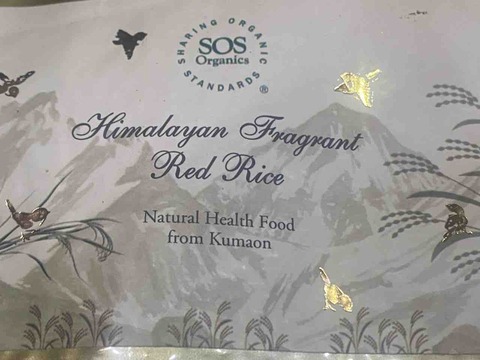 SHARING ORGANIC
SOS
Organics
STANDARDS ®
Himalayan Fragrant
Red Rice
Natural Health Food
from Kumaon